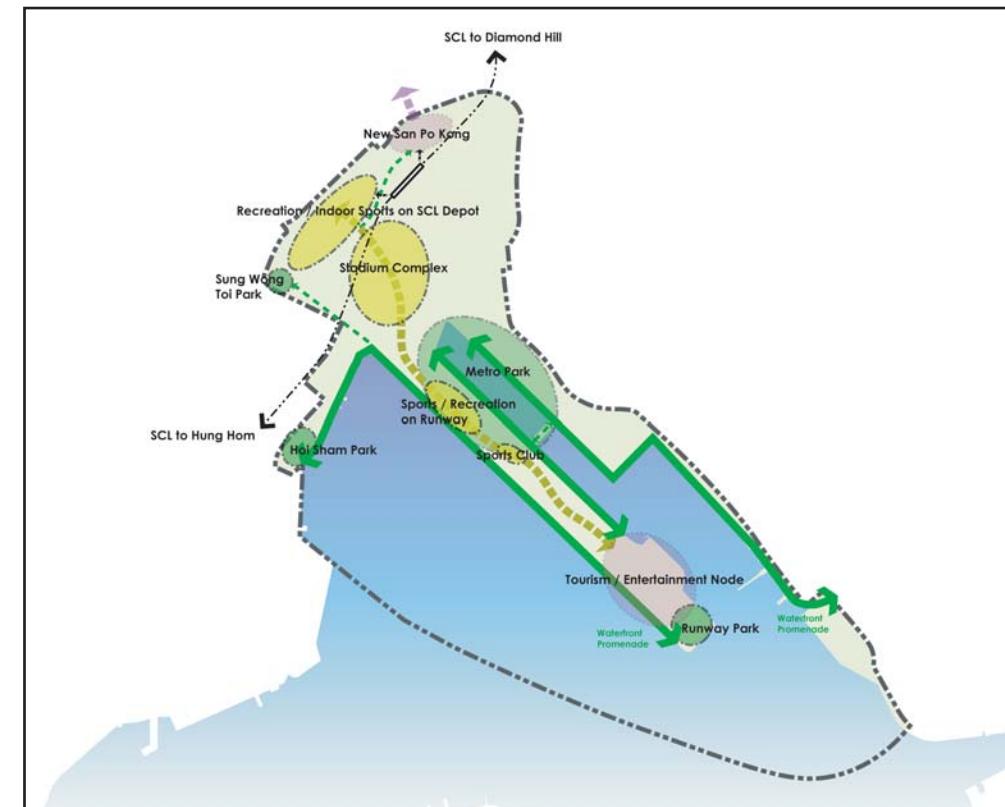 SCL to Diamond Hill
New San Po Kong
Recreation / Indoor Sports on SCL Depot
Stadium Complex
Sung Wong
Toi Park
Metro Park
Sports / Recreation
on Runway
SCL to Hung Hom
Hoi Sham Park
Sports Club
Tourism / Entertainment Node
Waterfront
Promenade
Runway Park
Waterfront
Promenade